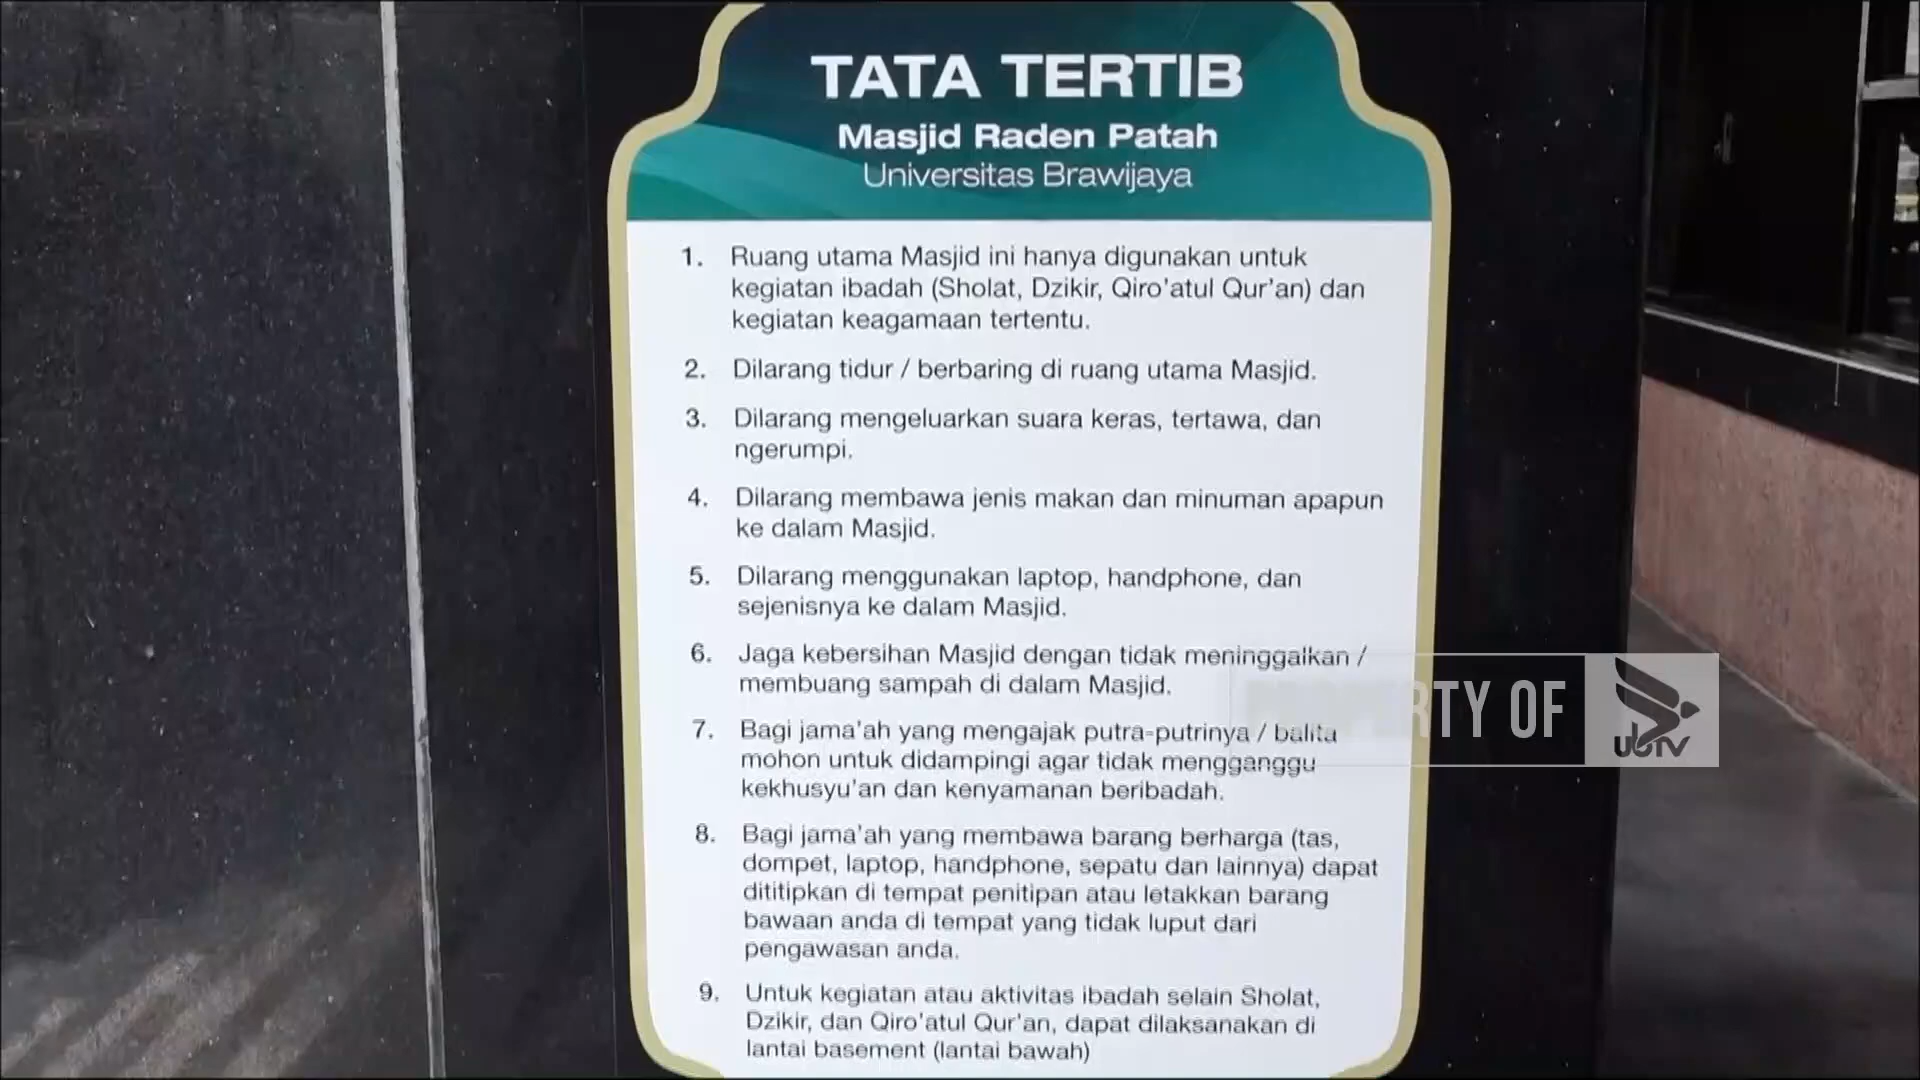 TATA TERTIB
Masjid Raden Patah
Universitas Brawijaya
1. Ruang utama Masjid ini hanya digunakan untuk
kegiatan ibadah (Sholat, Dzikir, Qiro'atul Qur'an) dan
kegiatan keagamaan tertentu.
2. Dilarang tidur / berbaring di ruang utama Masjid.
3. Dilarang mengeluarkan suara keras, tertawa, dan
ngerumpi.
4. Dilarang membawa jenis makan dan minuman apapun
ke dalam Masjid.
5. Dilarang menggunakan laptop, handphone, dan
sejenisnya ke dalam Masjid.
6. Jaga kebersihan Masjid dengan tidak meninggalkan /
membuang sampah di dalam Masjid.
7. Bagi jama'ah yang mengajak putra-putrinya / balita
mohon untuk didampingi agar tidak mengganggu
kekhusyu'an dan kenyamanan beribadah.
8. Bagi jama'ah yang membawa barang berharga (tas,
dompet, laptop, handphone, sepatu dan lainnya) dapat
dititipkan di tempat penitipan atau letakkan barang
bawaan anda di tempat yang tidak luput dari
pengawasan anda.
9. Untuk kegiatan atau aktivitas ibadah selain Sholat,
Dzikir, dan Qiro'atul Qur'an, dapat dilaksanakan di
lantai basement (lantai bawah)
PROPERTY OF
UBTV